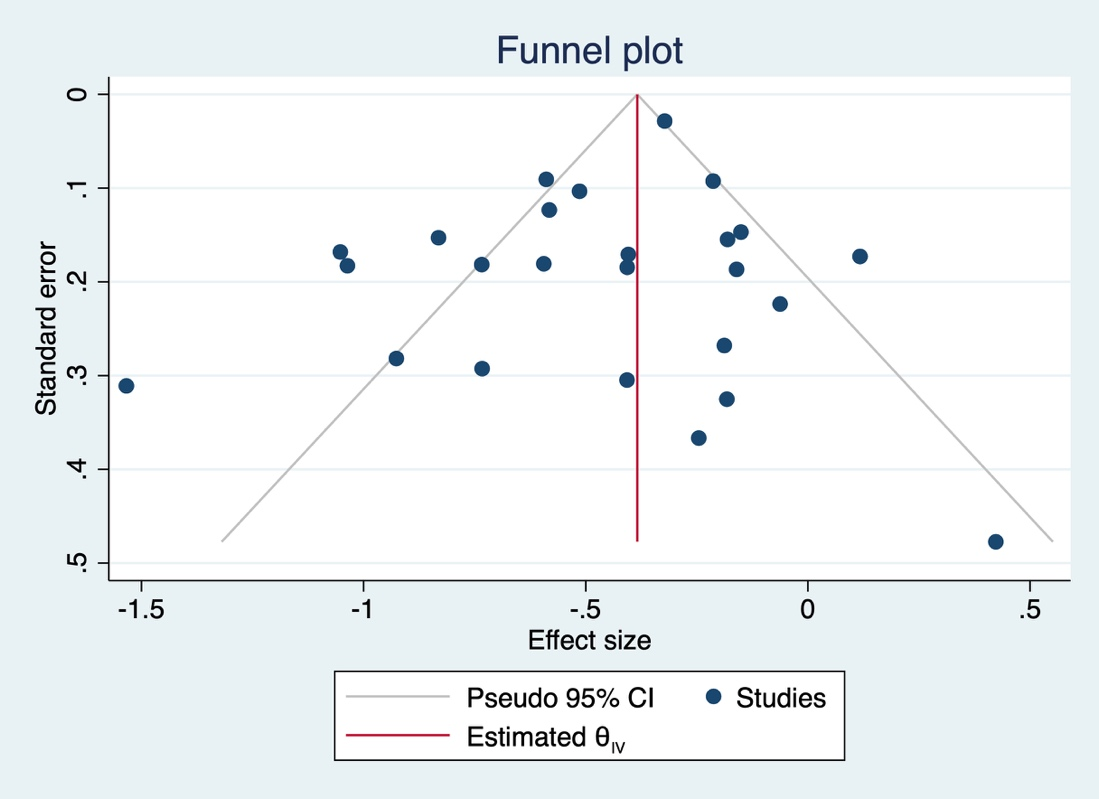 Funnel plot
Standard error
0
.1
.2
.3
.4
.5
-1.5
-1
-.5
0
.5
Effect size
Pseudo 95% CI
Studies
Estimated θIV